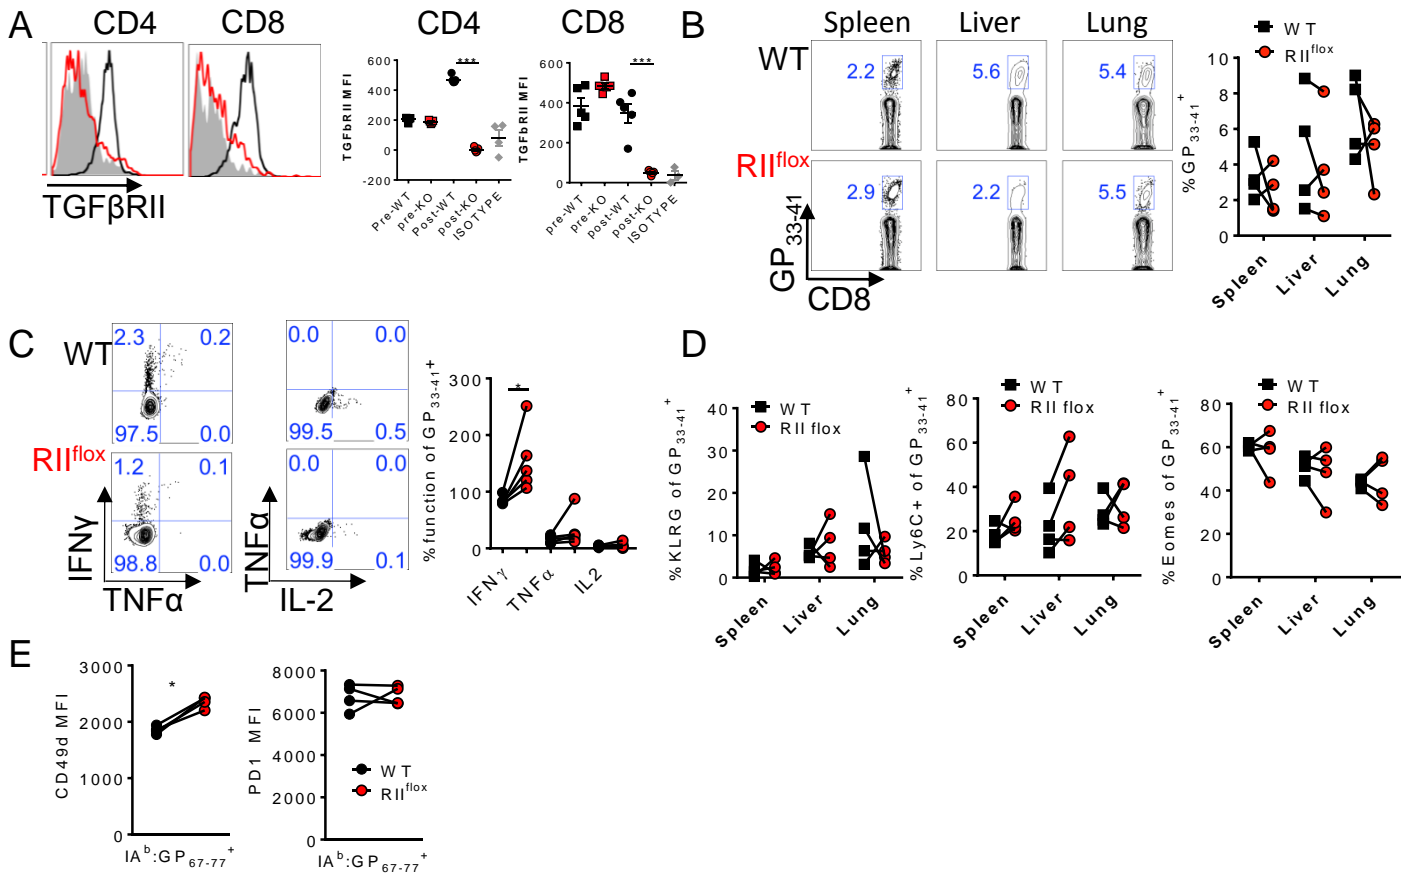 A
CD4
CD8
TGFβRII
CD4
TGFbRII MFI
600
400
200
0
-200
Pre-WT
pre-KO
Post-WT
post-KO
ISOTYPE
***
CD8
TGFbRII MFI
600
400
200
0
Pre-WT
pre-KO
post-WT
post-KO
ISOTYPE
***
B
Spleen
Liver
Lung
WT
2.2
5.6
5.4
RIIflox
2.9
2.2
5.5
GP33-41
CD8
WT
RIIflox
%GP33-41+
10
8
6
4
2
0
Spleen
Liver
Lung
C
WT
2.3
0.2
97.5
0.0
0.0
0.0
99.5
0.5
RIIflox
1.2
0.1
98.8
0.0
0.0
0.0
99.9
0.1
IFNγ
TNFα
TNFα
IL-2
%function of GP33-41+
300
200
100
0
*
IFNγ
TNFα
IL2
D
WT
RII flox
%KLRG of GP33-41+
40
30
20
10
0
Spleen
Liver
Lung
WT
RII flox
%Ly6C+ of GP33-41+
80
60
40
20
0
Spleen
Liver
Lung
WT
RII flox
%Eomes of GP33-41+
80
60
40
20
0
Spleen
Liver
Lung
E
CD49d MFI
3000
2000
1000
0
*
IAb:GP67-77+
PD1 MFI
8000
6000
4000
2000
0
WT
RIIflox
IAb:GP67-77+